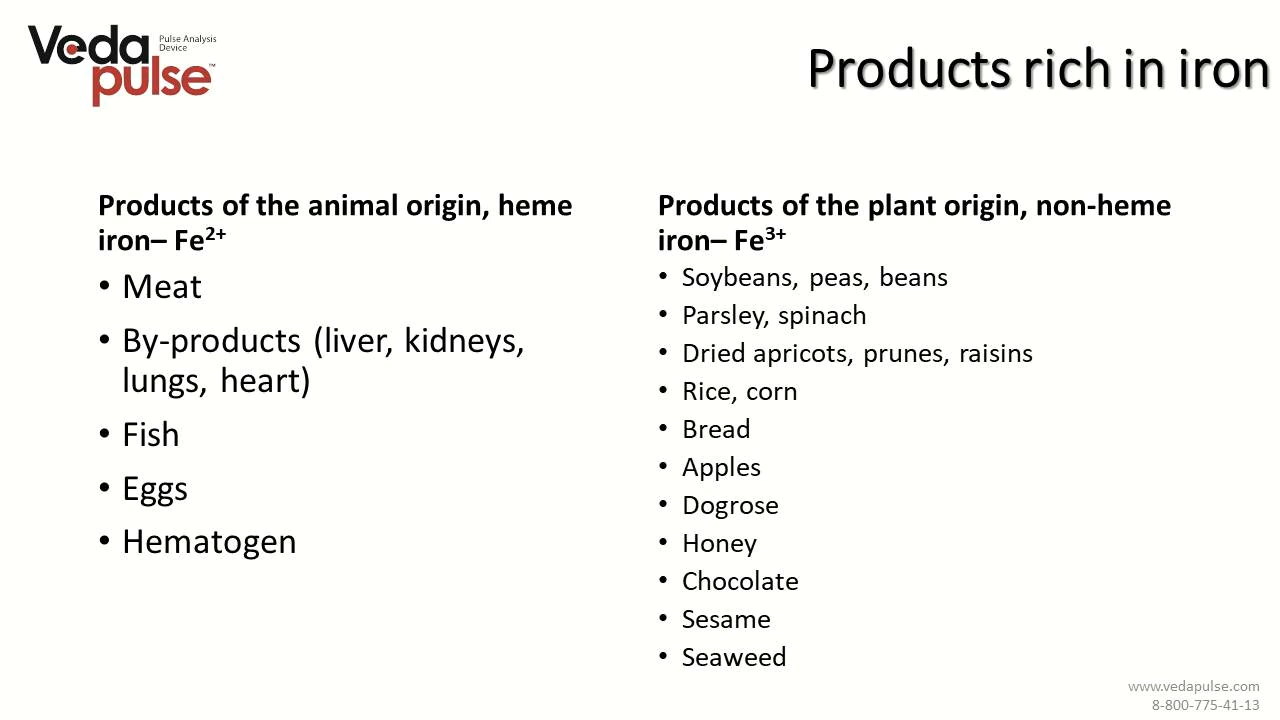 Veda
pulse™
Pulse Analysis
Device
Products rich in iron
Products of the animal origin, heme
iron– Fe²⁺
• Meat
• By-products (liver, kidneys,
lungs, heart)
• Fish
• Eggs
• Hematogen
Products of the plant origin, non-heme
iron– Fe³⁺
• Soybeans, peas, beans
• Parsley, spinach
• Dried apricots, prunes, raisins
• Rice, corn
• Bread
• Apples
• Dogrose
• Honey
• Chocolate
• Sesame
• Seaweed
www.vedapulse.com
8-800-775-41-13